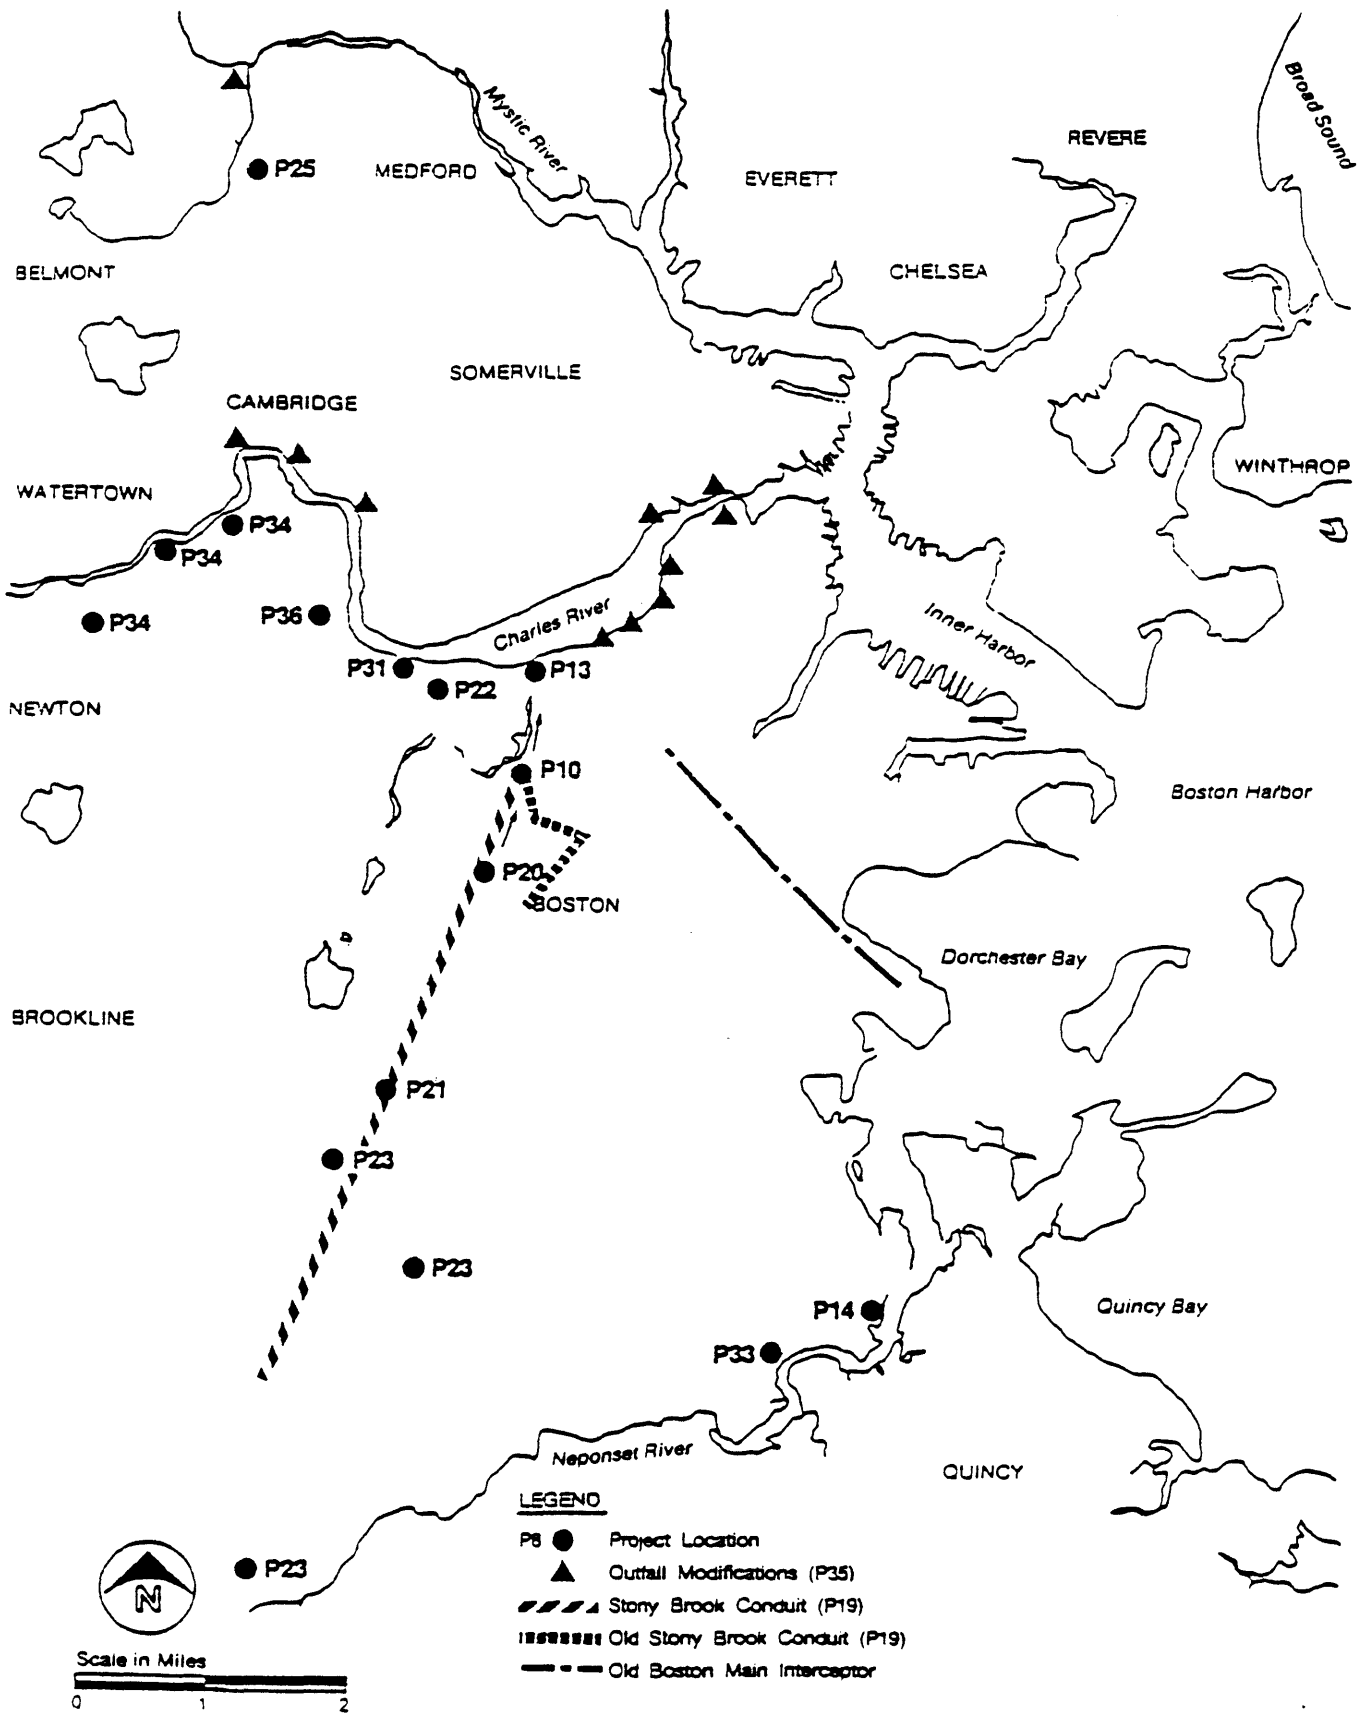 Broad Sound
Mystic River
REVERE
P25
MEDFORD
EVERETT
BELMONT
CHELSEA
SOMERVILLE
CAMBRIDGE
WINTHROP
WATERTOWN
P34
P34
P34
P36
Charles River
Inner Harbor
P31
P13
P22
NEWTON
P10
Boston Harbor
P20
BOSTON
Dorchester Bay
BROOKLINE
P21
P23
P23
P14
Quincy Bay
P33
Neponset River
QUINCY
LEGEND
P8 Project Location
Outfall Modifications (P35)
Stony Brook Conduit (P19)
Old Stony Brook Conduit (P19)
Old Boston Main Interceptor
P23
N
Scale in Miles
0 1 2